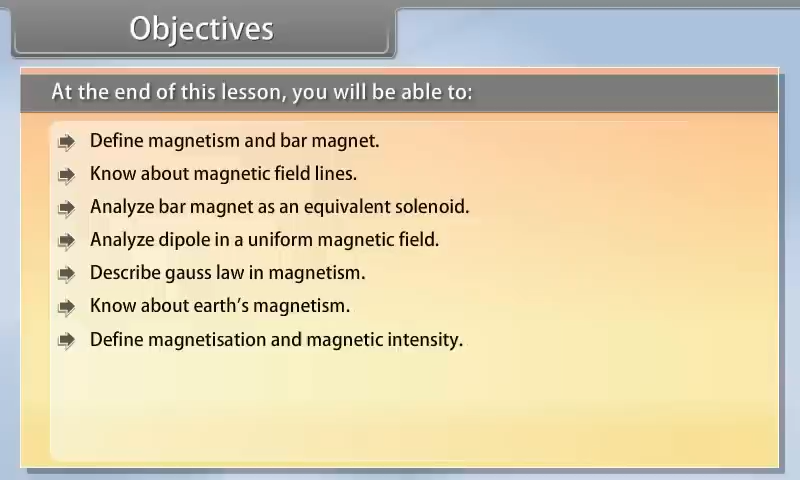 Objectives
At the end of this lesson, you will be able to:
Define magnetism and bar magnet.
Know about magnetic field lines.
Analyze bar magnet as an equivalent solenoid.
Analyze dipole in a uniform magnetic field.
Describe gauss law in magnetism.
Know about earth's magnetism.
Define magnetisation and magnetic intensity.